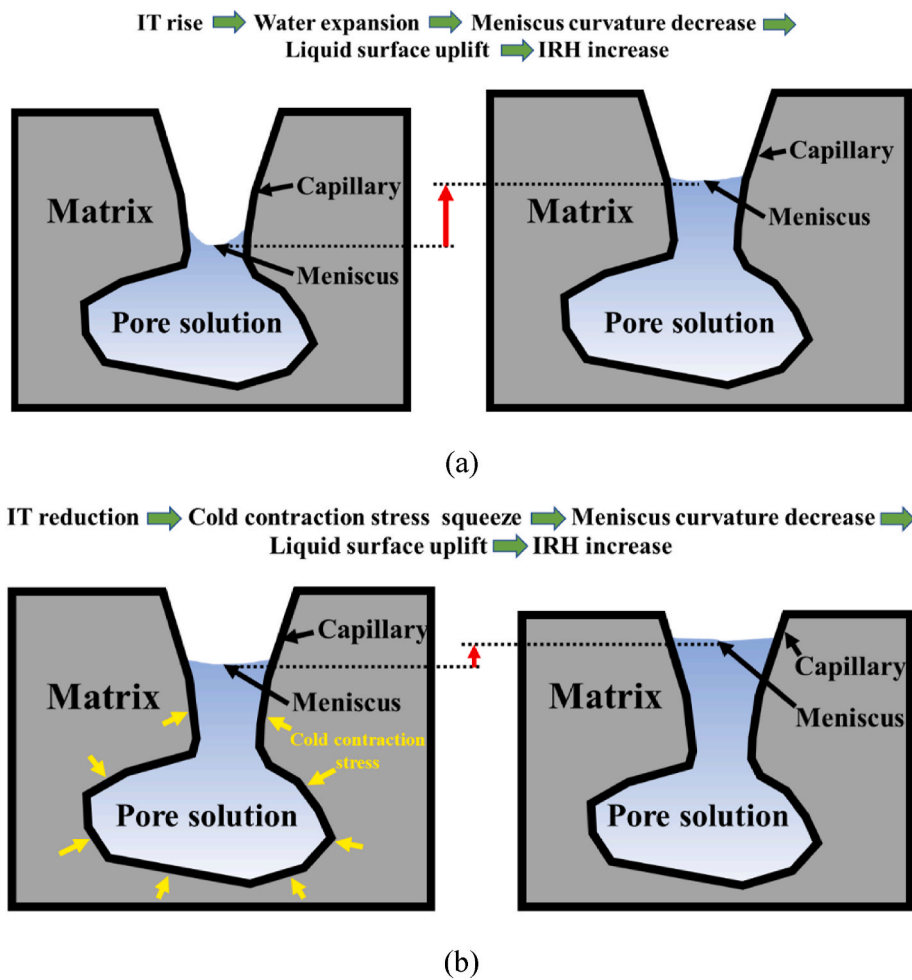 IT rise Water expansion Meniscus curvature decrease
Liquid surface uplift IRH increase
Capillary
Matrix
Meniscus
Pore solution
Capillary
Matrix
Meniscus
Pore solution
(a)
IT reduction Cold contraction stress squeeze Meniscus curvature decrease
Liquid surface uplift IRH increase
Capillary
Matrix
Meniscus
Cold contraction
stress
Pore solution
Capillary
Matrix
Meniscus
Pore solution
(b)